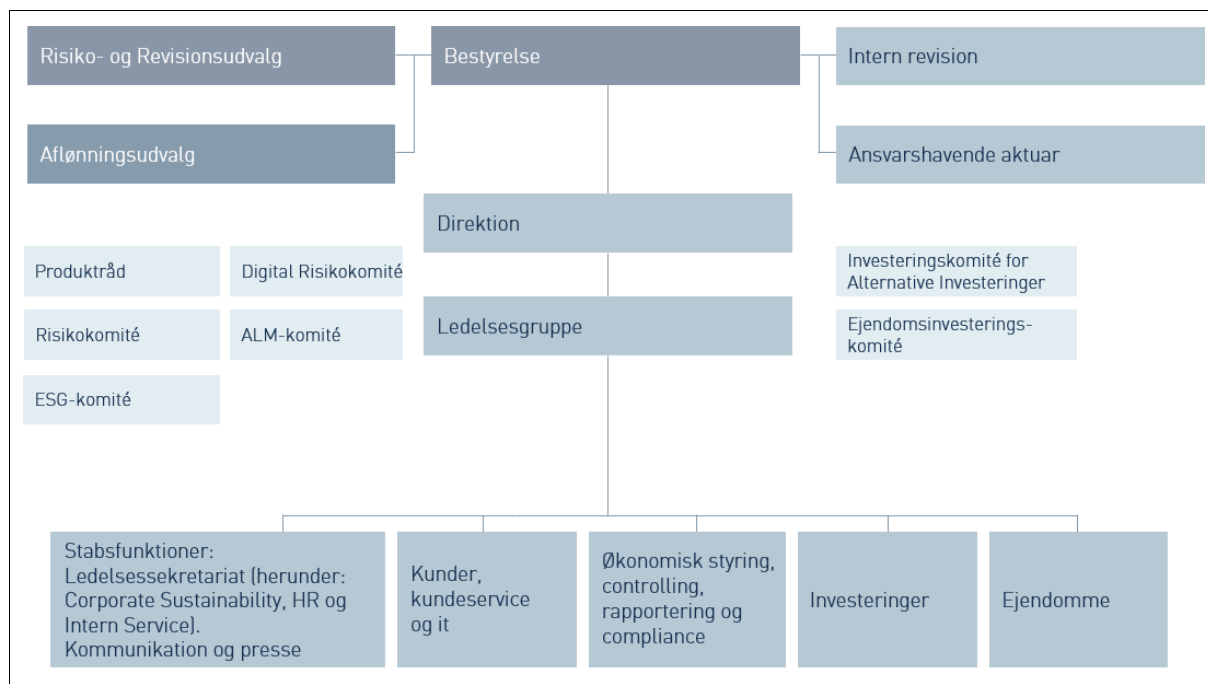 Risiko- og Revisionsudvalg
Bestyrelse
Intern revision
Aflønningsudvalg
Ansvarshavende aktuar
Direktion
Produktråd
Digital Risikokomité
Investeringskomité for
Alternative Investeringer
Risikokomité
ALM-komité
Ledelsesgruppe
Ejendomsinvesterings-
komité
ESG-komité
Stabsfunktioner:
Ledelsessekretariat (herunder:
Corporate Sustainability, HR og
Intern Service).
Kommunikation og presse
Kunder,
kundeservice
og it
Økonomisk styring,
controlling,
rapportering og
compliance
Investeringer
Ejendomme